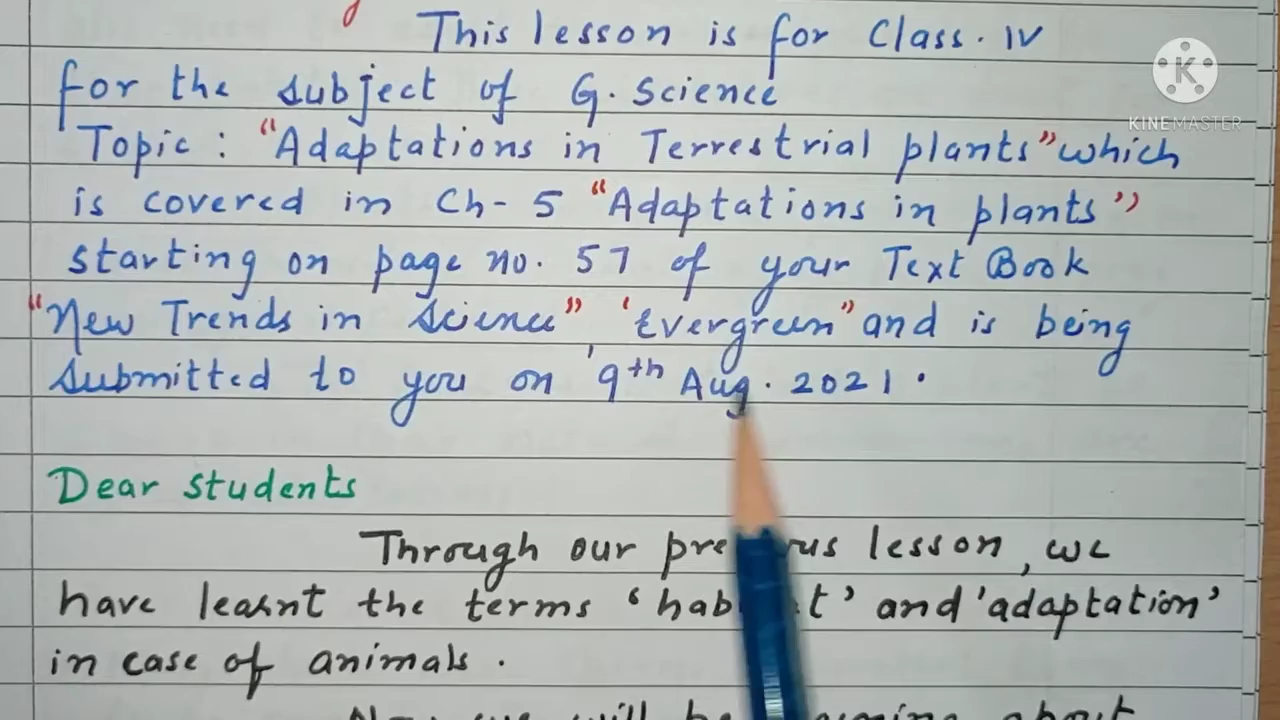 This lesson is for Class. IV
for the subject of G. Science
Topic : "Adaptations in Terrestrial plants" which
is covered in Ch- 5 "Adaptations in plants"
starting on page no. 57 of your Text Book
"New Trends in Science" 'Evergreen" and is being
submitted to you on '9th Aug. 2021.
Dear students
Through our lesson, we
have learnt the terms ' ' and 'adaptation'
in case of animals.
we will about
KINEMASTER